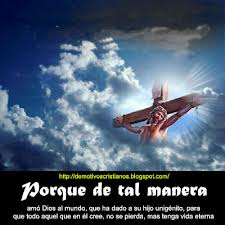 http://demotivoscristianos.blogspot.com/
Porque de tal manera
amó Dios al mundo, que ha dado a su hijo unigénito, para
que todo aquel que en él cree, no se pierda, mas tenga vida eterna